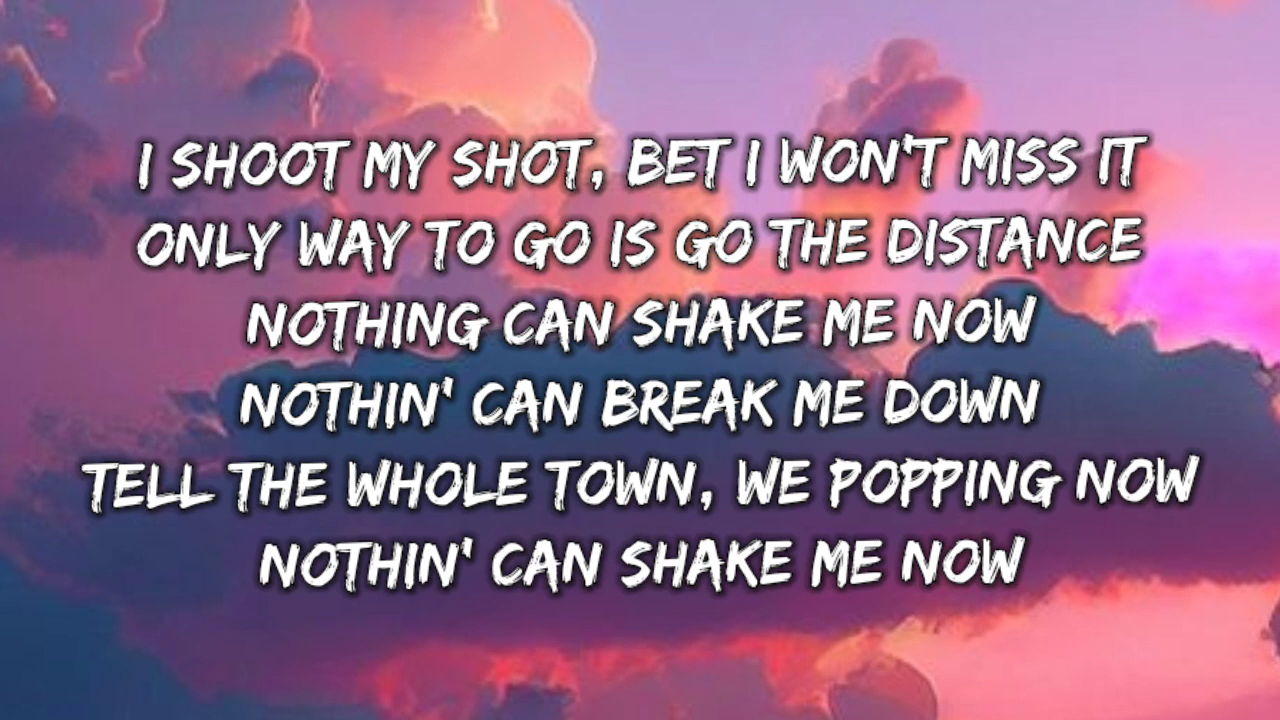 I SHOOT MY SHOT, BET I WON'T MISS IT
ONLY WAY TO GO IS GO THE DISTANCE
NOTHING CAN SHAKE ME NOW
NOTHIN' CAN BREAK ME DOWN
TELL THE WHOLE TOWN, WE POPPING NOW
NOTHIN' CAN SHAKE ME NOW